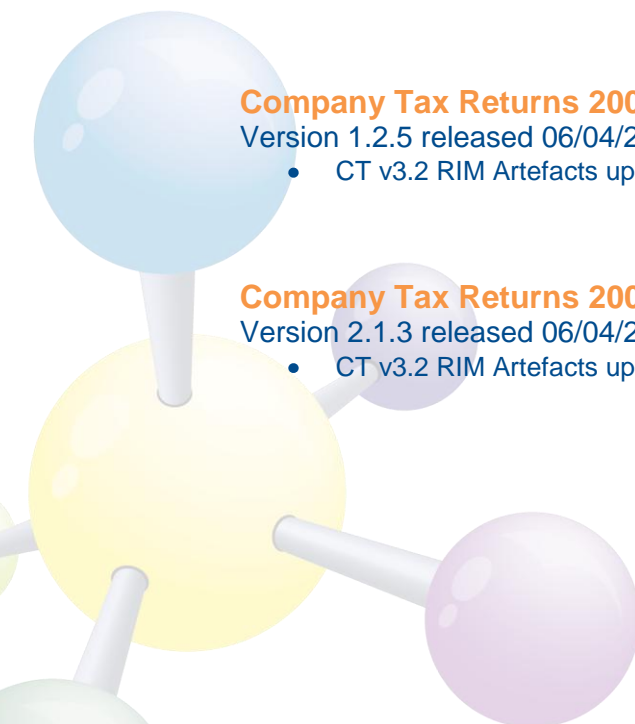 Company Tax Returns 200
Version 1.2.5 released 06/04/2
• CT v3.2 RIM Artefacts up
Company Tax Returns 200
Version 2.1.3 released 06/04/2
• CT v3.2 RIM Artefacts up